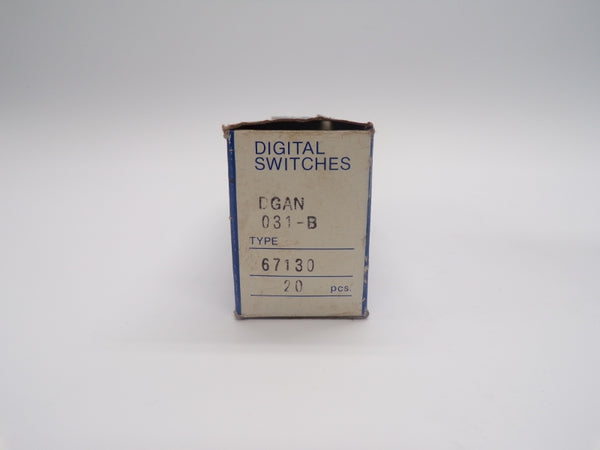 DIGITAL
SWITCHES
DGAN
031-B
TYPE
67130
20 pcs.